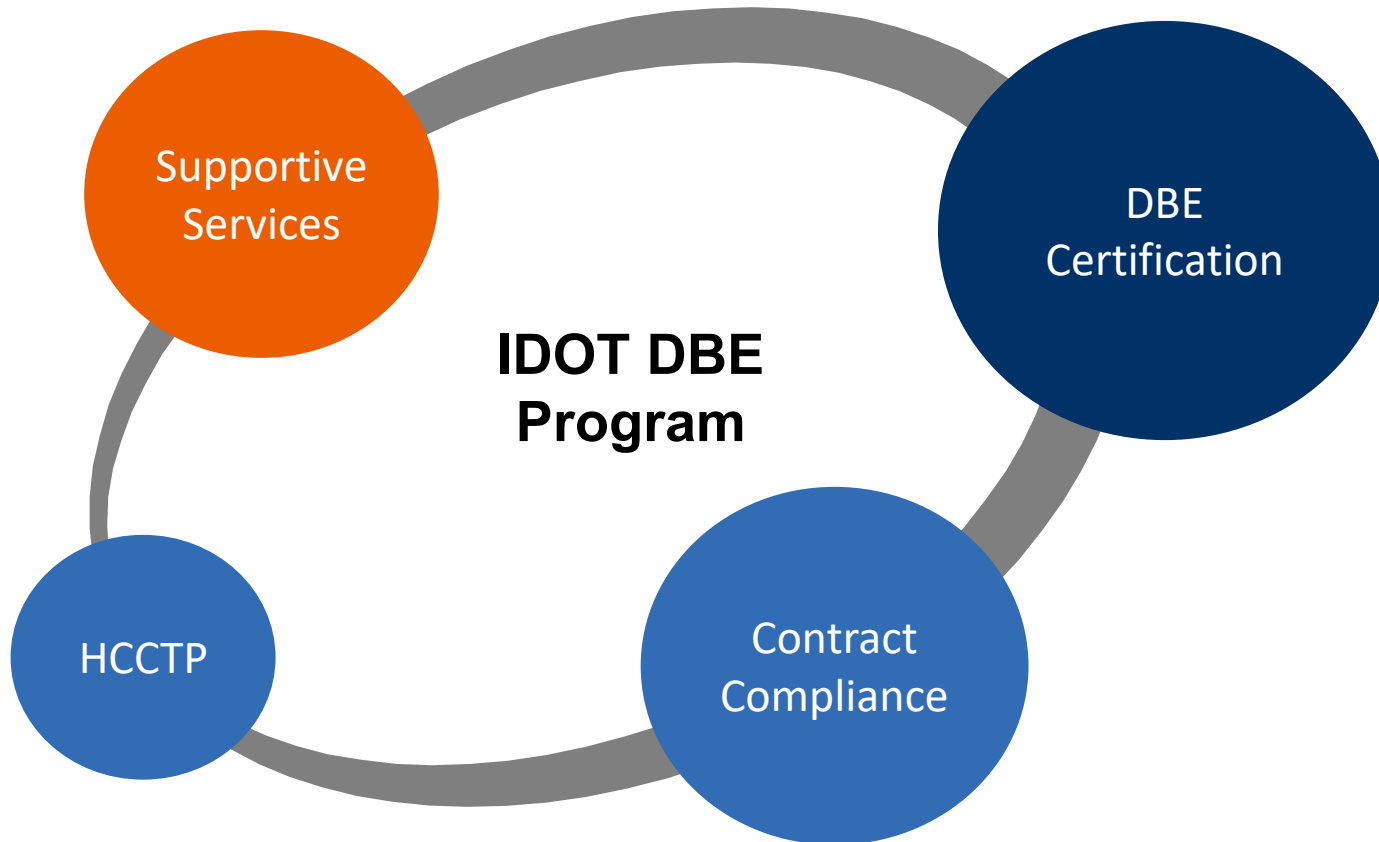 Supportive
Services
DBE
Certification
IDOT DBE
Program
Contract
Compliance
HCCTP